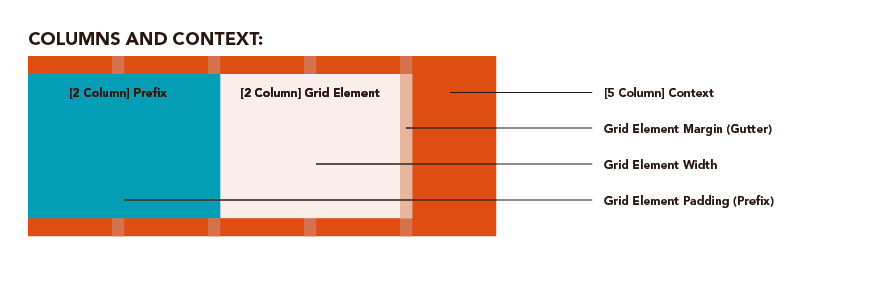 COLUMNS AND CONTEXT:
[2 Column] Prefix
[2 Column] Grid Element
[5 Column] Context
Grid Element Margin (Gutter)
Grid Element Width
Grid Element Padding (Prefix)